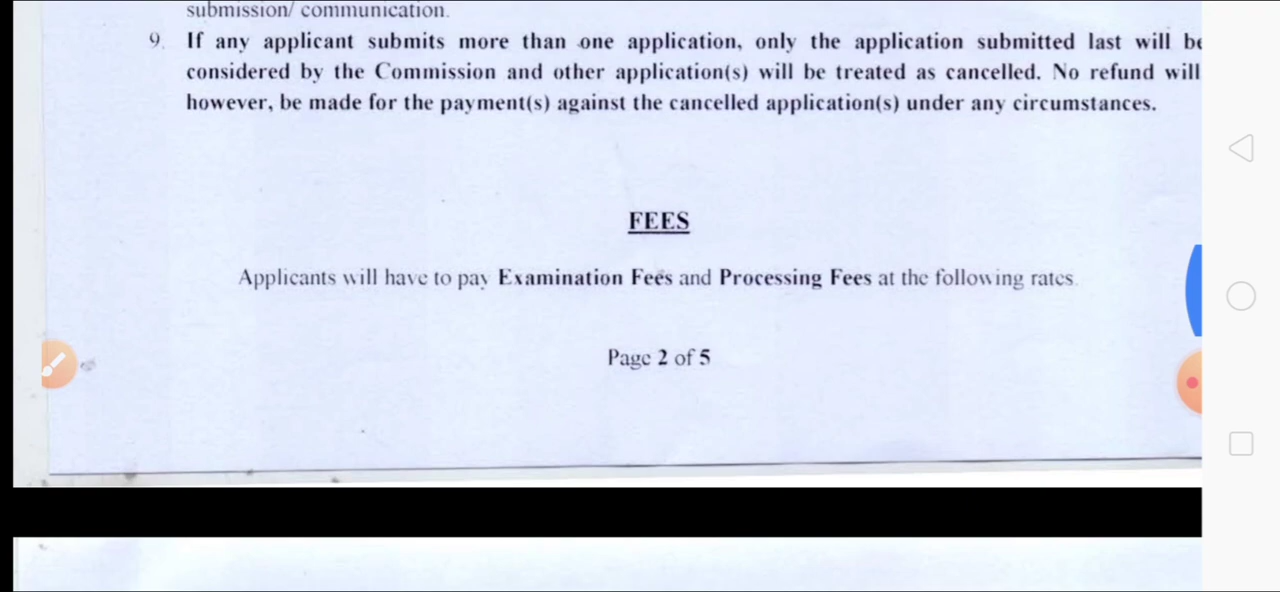 submission/ communication.
9. If any applicant submits more than one application, only the application submitted last will be
considered by the Commission and other application(s) will be treated as cancelled. No refund will
however, be made for the payment(s) against the cancelled application(s) under any circumstances.
FEES
Applicants will have to pay Examination Fees and Processing Fees at the following rates.
Page 2 of 5